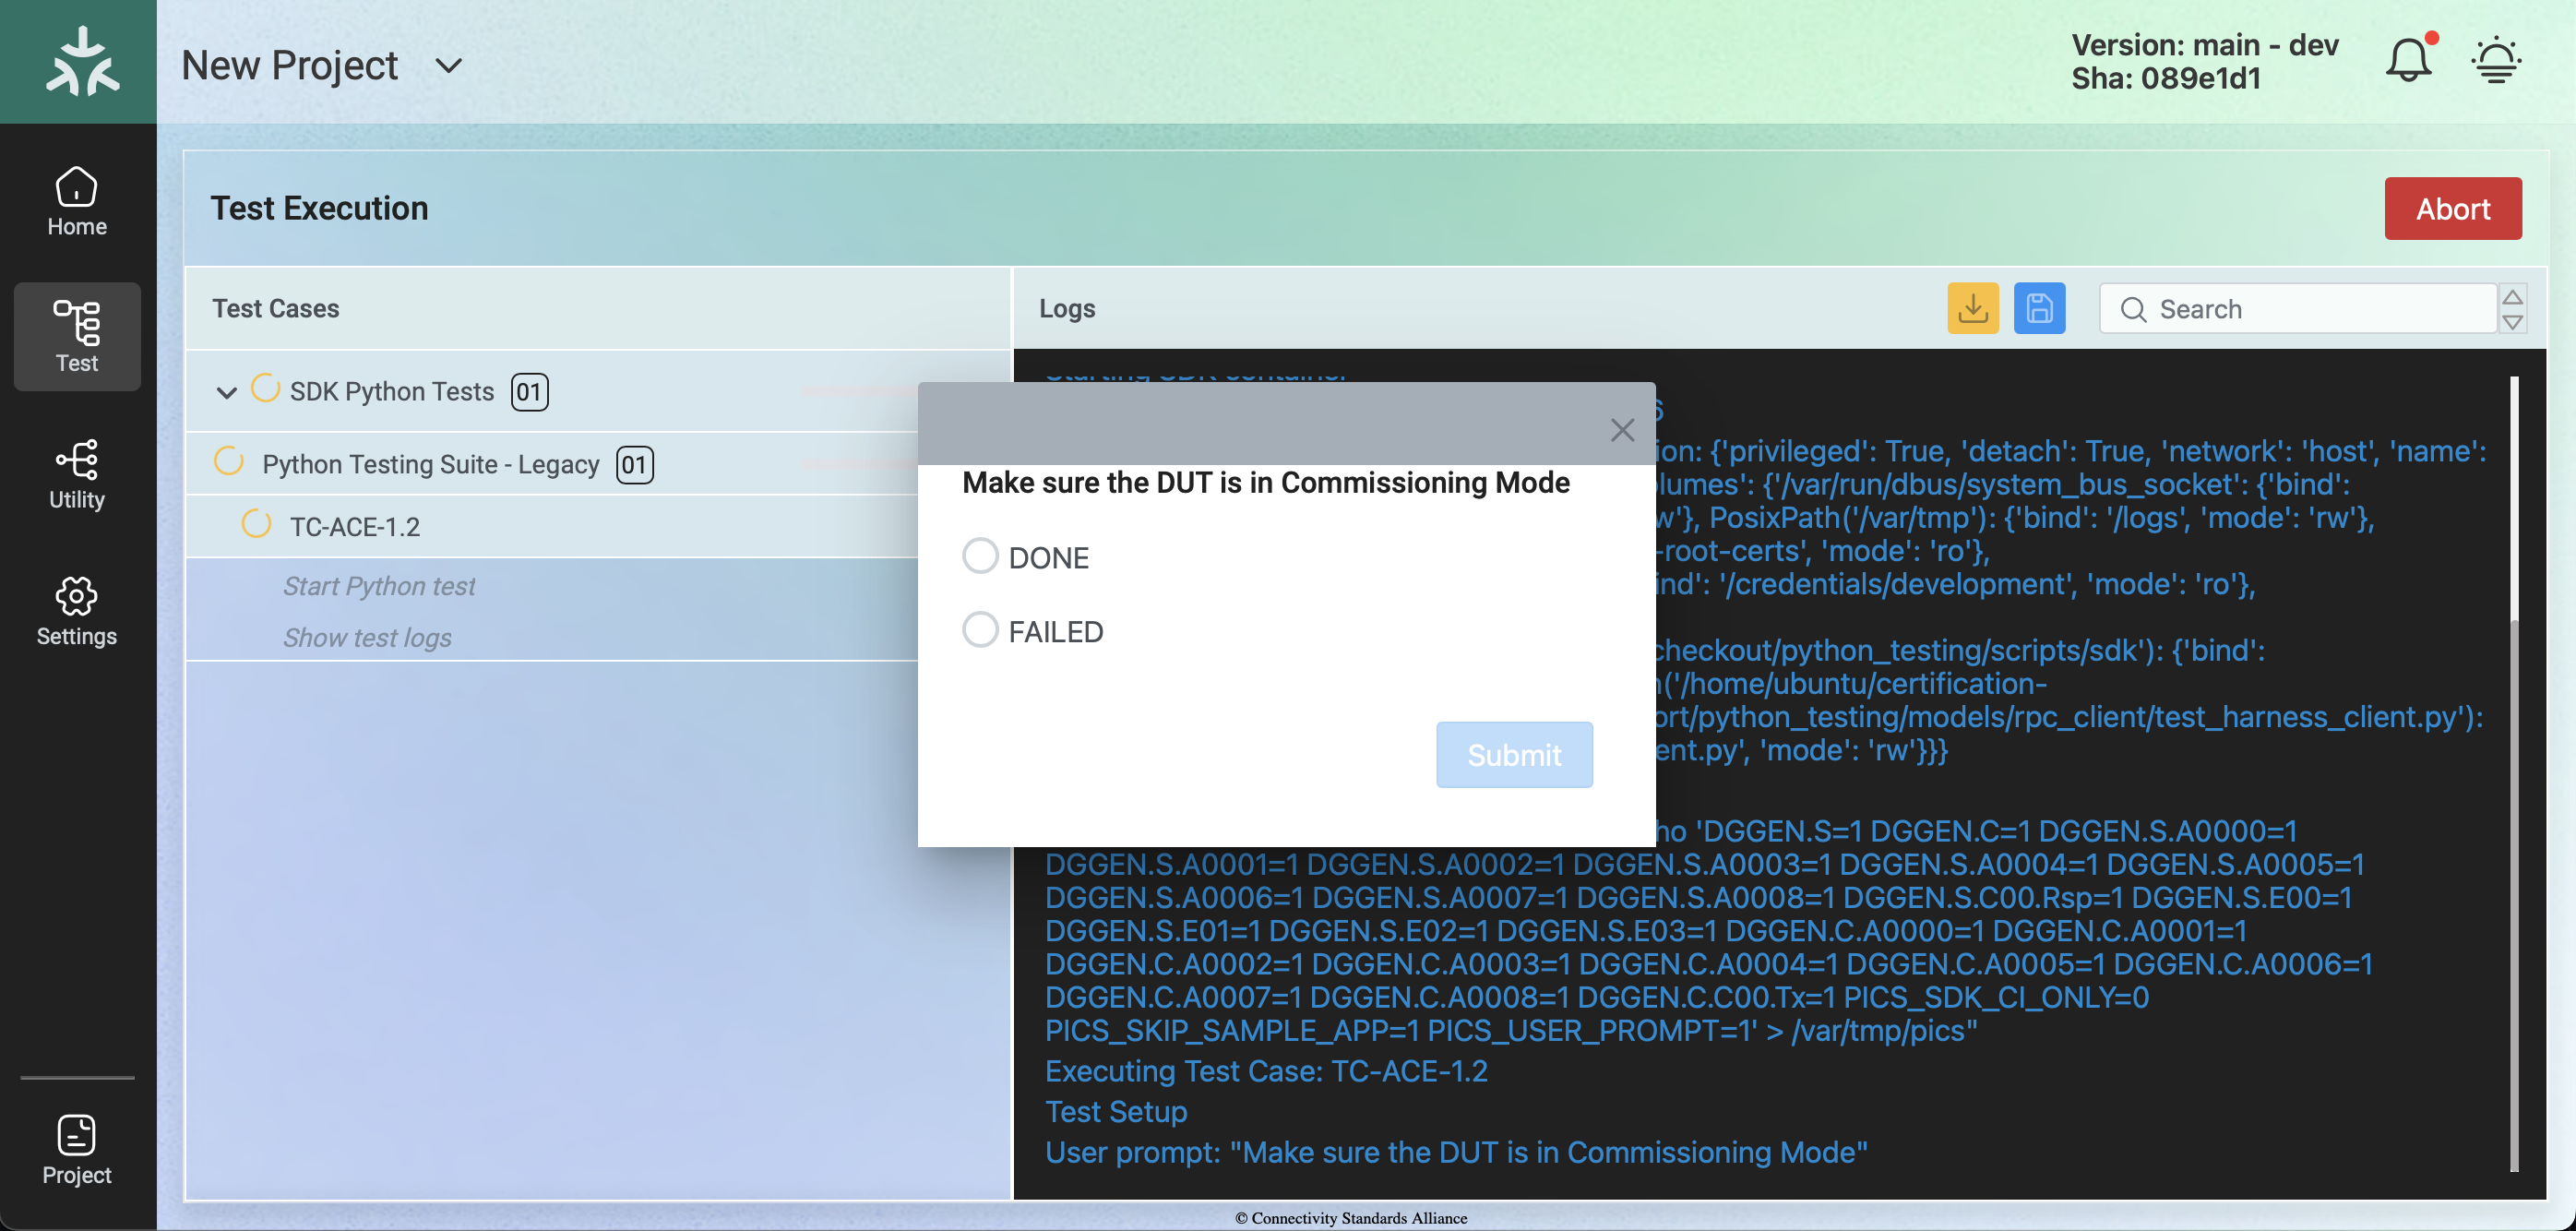 New Project
Version: main - dev
Sha: 089e1d1
Home
Test
Utility
Settings
Project
Test Execution
Abort
Test Cases
SDK Python Tests 01
Python Testing Suite - Legacy 01
TC-ACE-1.2
Start Python test
Show test logs
Logs
Search
Starting SDK container
ion: {'privileged': True, 'detach': True, 'network': 'host', 'name':
lumes': {'/var/run/dbus/system_bus_socket': {'bind':
w'}, PosixPath('/var/tmp'): {'bind': '/logs', 'mode': 'rw'},
-root-certs', 'mode': 'ro'},
ind': '/credentials/development', 'mode': 'ro'},
checkout/python_testing/scripts/sdk'): {'bind':
('/home/ubuntu/certification-
ort/python_testing/models/rpc_client/test_harness_client.py'):
ent.py', 'mode': 'rw'}}}
ho 'DGGEN.S=1 DGGEN.C=1 DGGEN.S.A0000=1
DGGEN.S.A0001=1 DGGEN.S.A0002=1 DGGEN.S.A0003=1 DGGEN.S.A0004=1 DGGEN.S.A0005=1
DGGEN.S.A0006=1 DGGEN.S.A0007=1 DGGEN.S.A0008=1 DGGEN.S.C00.Rsp=1 DGGEN.S.E00=1
DGGEN.S.E01=1 DGGEN.S.E02=1 DGGEN.S.E03=1 DGGEN.C.A0000=1 DGGEN.C.A0001=1
DGGEN.C.A0002=1 DGGEN.C.A0003=1 DGGEN.C.A0004=1 DGGEN.C.A0005=1 DGGEN.C.A0006=1
DGGEN.C.A0007=1 DGGEN.C.A0008=1 DGGEN.C.C00.Tx=1 PICS_SDK_CI_ONLY=0
PICS_SKIP_SAMPLE_APP=1 PICS_USER_PROMPT=1' > /var/tmp/pics"
Executing Test Case: TC-ACE-1.2
Test Setup
User prompt: "Make sure the DUT is in Commissioning Mode"
Make sure the DUT is in Commissioning Mode
DONE
FAILED
Submit
© Connectivity Standards Alliance